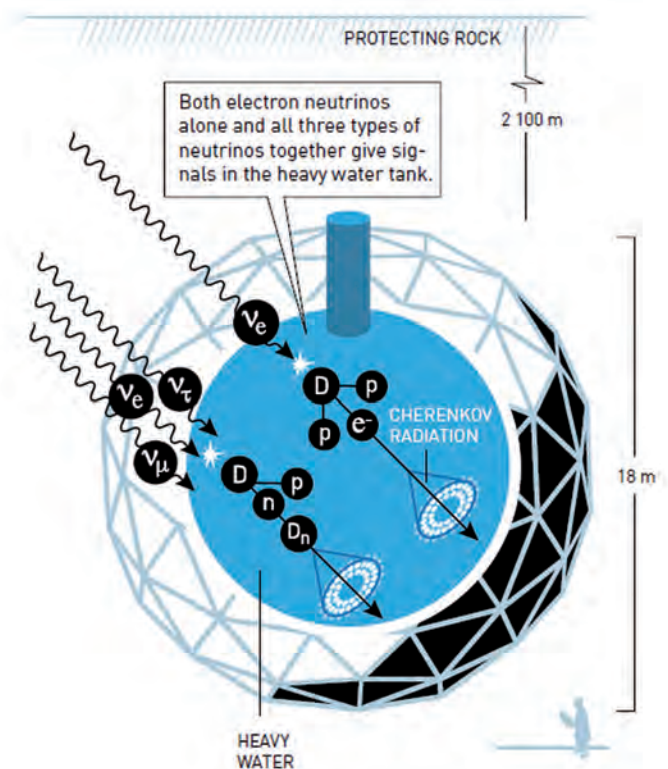 PROTECTING ROCK
2 100 m
Both electron neutrinos
alone and all three types of
neutrinos together give sig-
nals in the heavy water tank.
νe
D p
p e-
CHERENKOV
RADIATION
ντ
νe
νμ
D p
n
Dn
18 m
HEAVY
WATER